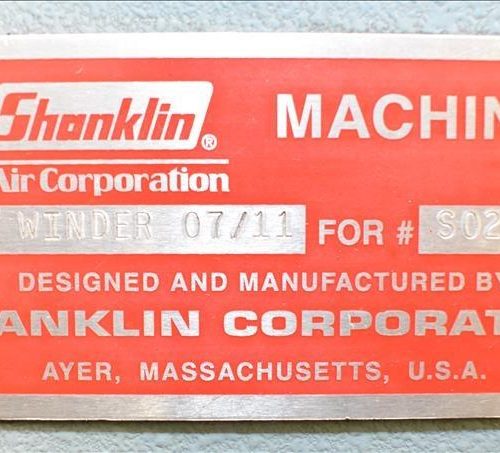 Shanklin® MACHIN
Air Corporation
WINDER 07/11 FOR # S02
DESIGNED AND MANUFACTURED BY
ANKLIN CORPORAT
AYER, MASSACHUSETTS, U.S.A.